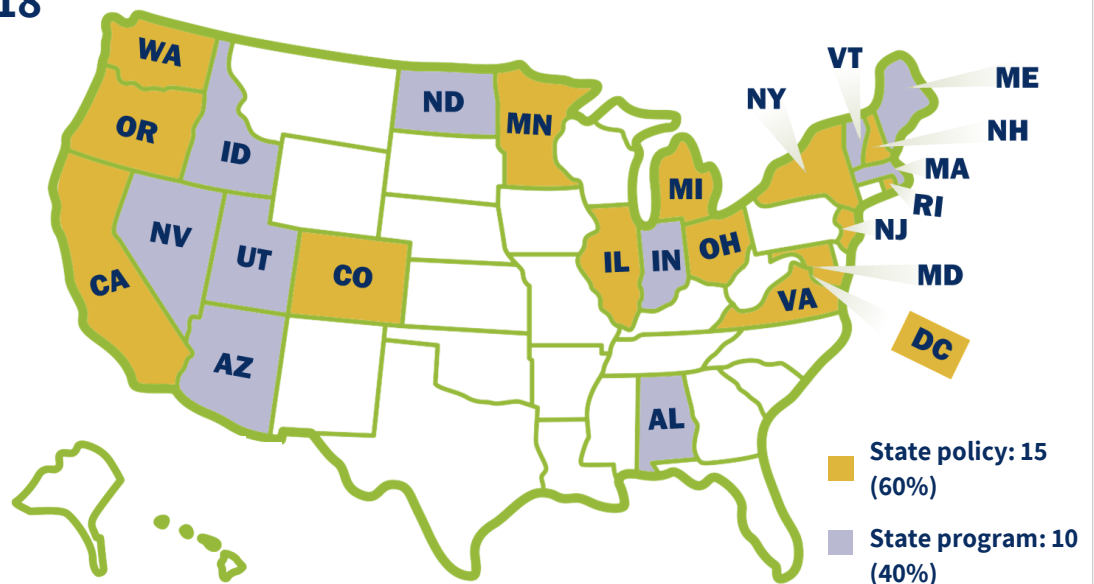 18
WA
OR
ID
ND
MN
VT
NY
ME
NH
MA
RI
NJ
MD
DC
NV
UT
CO
CA
AZ
IL
IN
OH
MI
VA
AL
State policy: 15
(60%)
State program: 10
(40%)